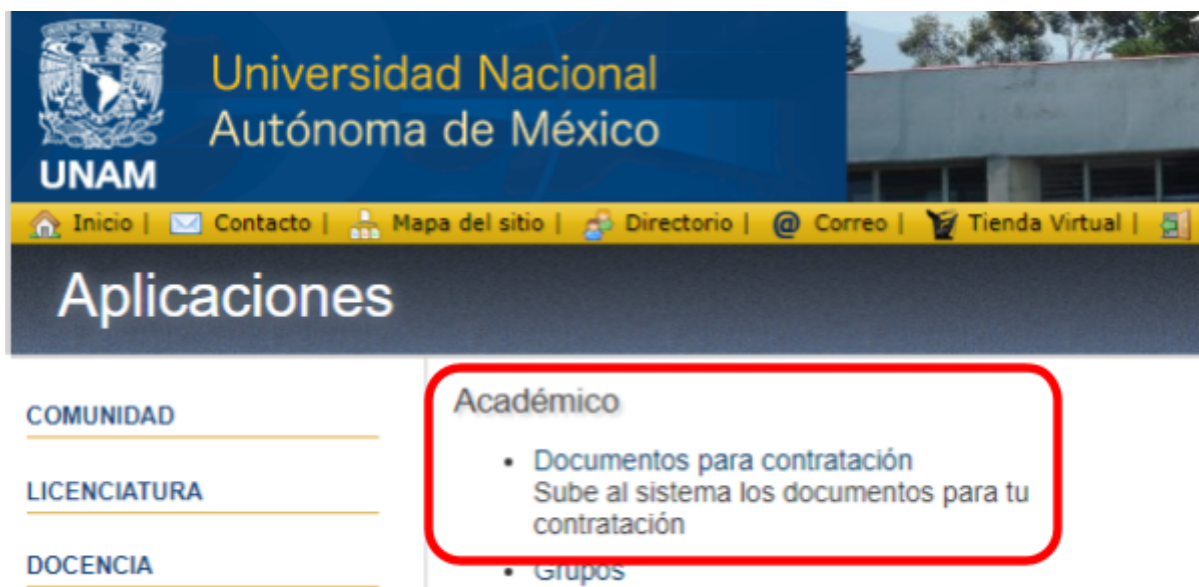 Universidad Nacional
Autónoma de México
UNAM
Inicio | Contacto | Mapa del sitio | Directorio | @ Correo | Tienda Virtual |
Aplicaciones
COMUNIDAD
LICENCIATURA
DOCENCIA
Académico
• Documentos para contratación
Sube al sistema los documentos para tu
contratación
• Grupos